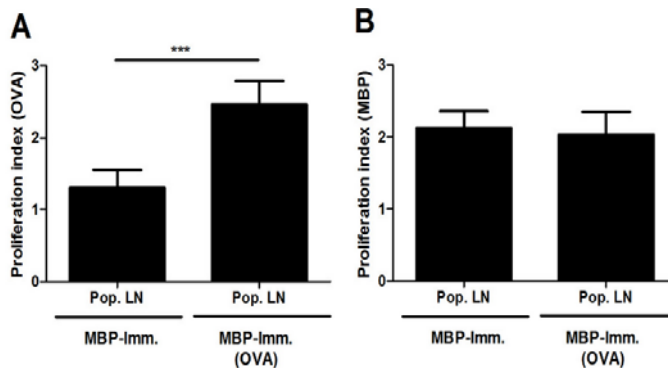 A
Proliferation index (OVA)
3
2
1
0
***
Pop. LN
Pop. LN
MBP-Imm.
MBP-Imm.
(OVA)
B
Proliferation index (MBP)
3
2
1
0
Pop. LN
Pop. LN
MBP-Imm.
MBP-Imm.
(OVA)